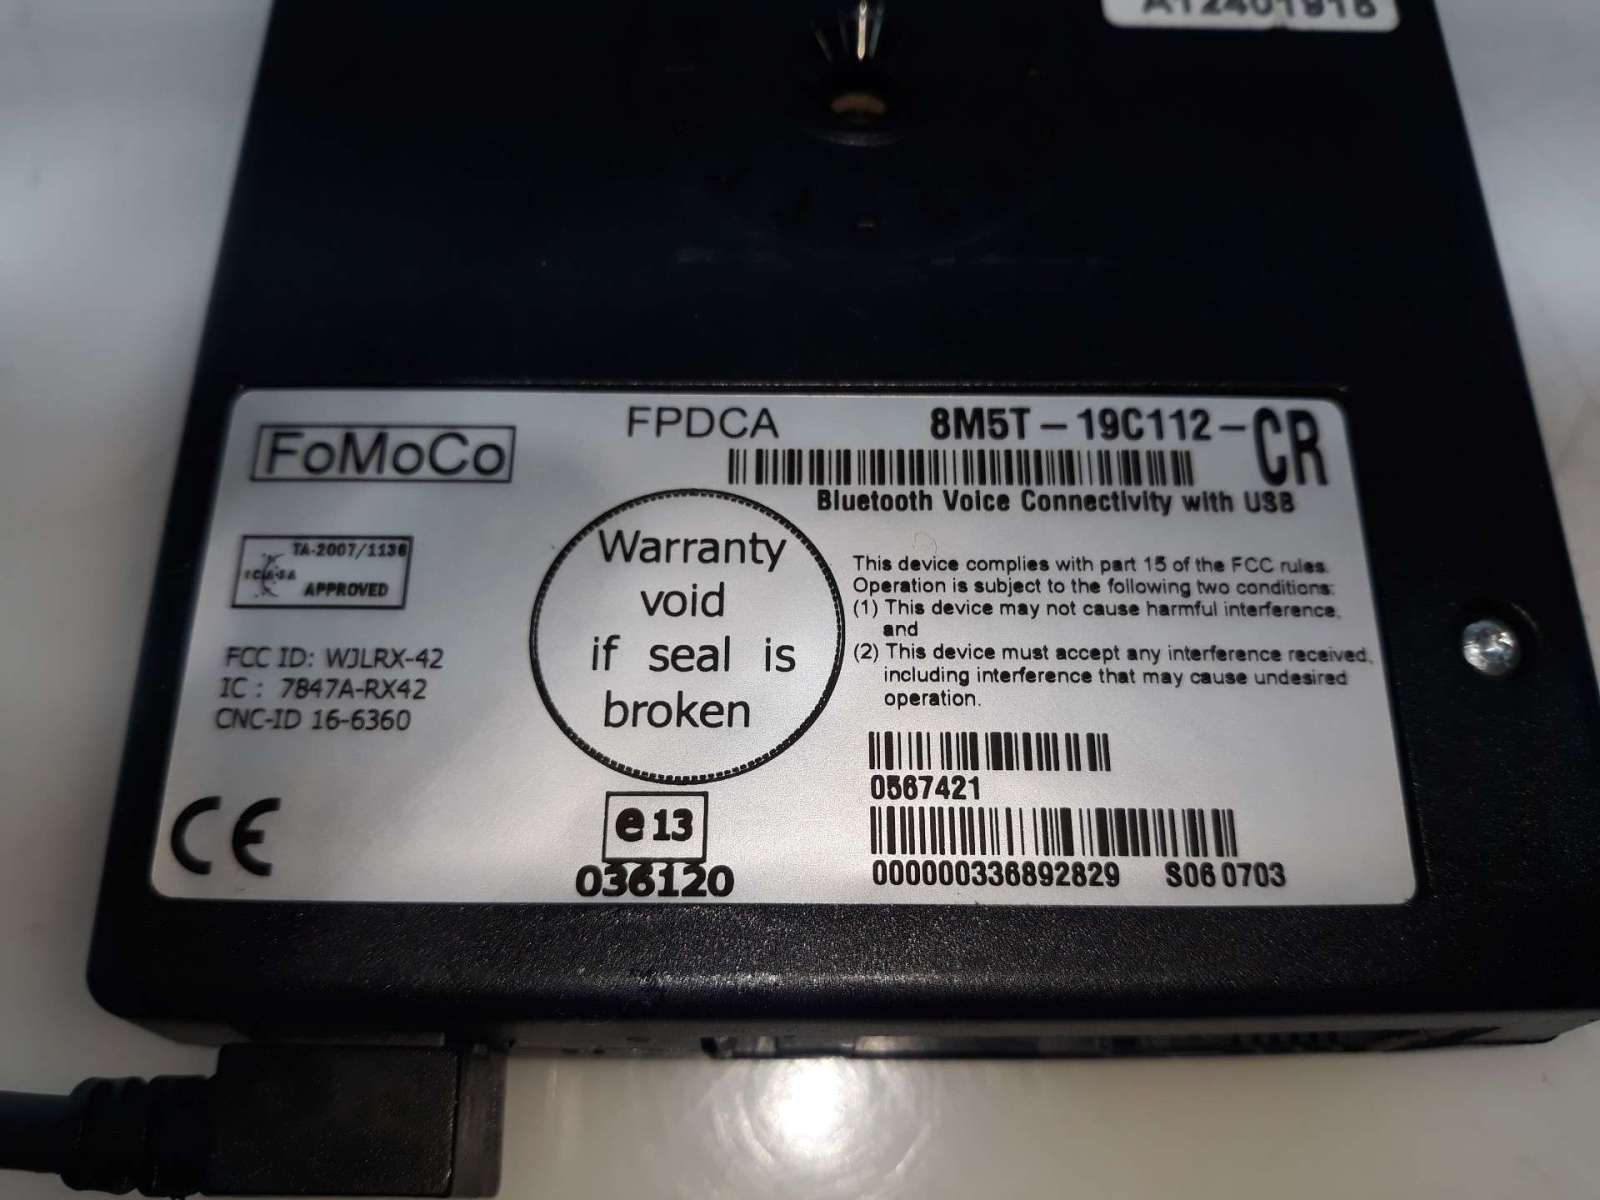 A12401918
FoMoCo
FPDCA
8M5T-19C112-CR
Bluetooth Voice Connectivity with USB
TA-2007/1136
ICASA
APPROVED
FCC ID: WJLRX-42
IC : 7847A-RX42
CNC-ID 16-6360
CE
Warranty
void
if seal is
broken
e13
036120
This device complies with part 15 of the FCC rules.
Operation is subject to the following two conditions:
(1) This device may not cause harmful interference,
and
(2) This device must accept any interference received,
including interference that may cause undesired
operation.
0567421
000000336892829 S06 0703